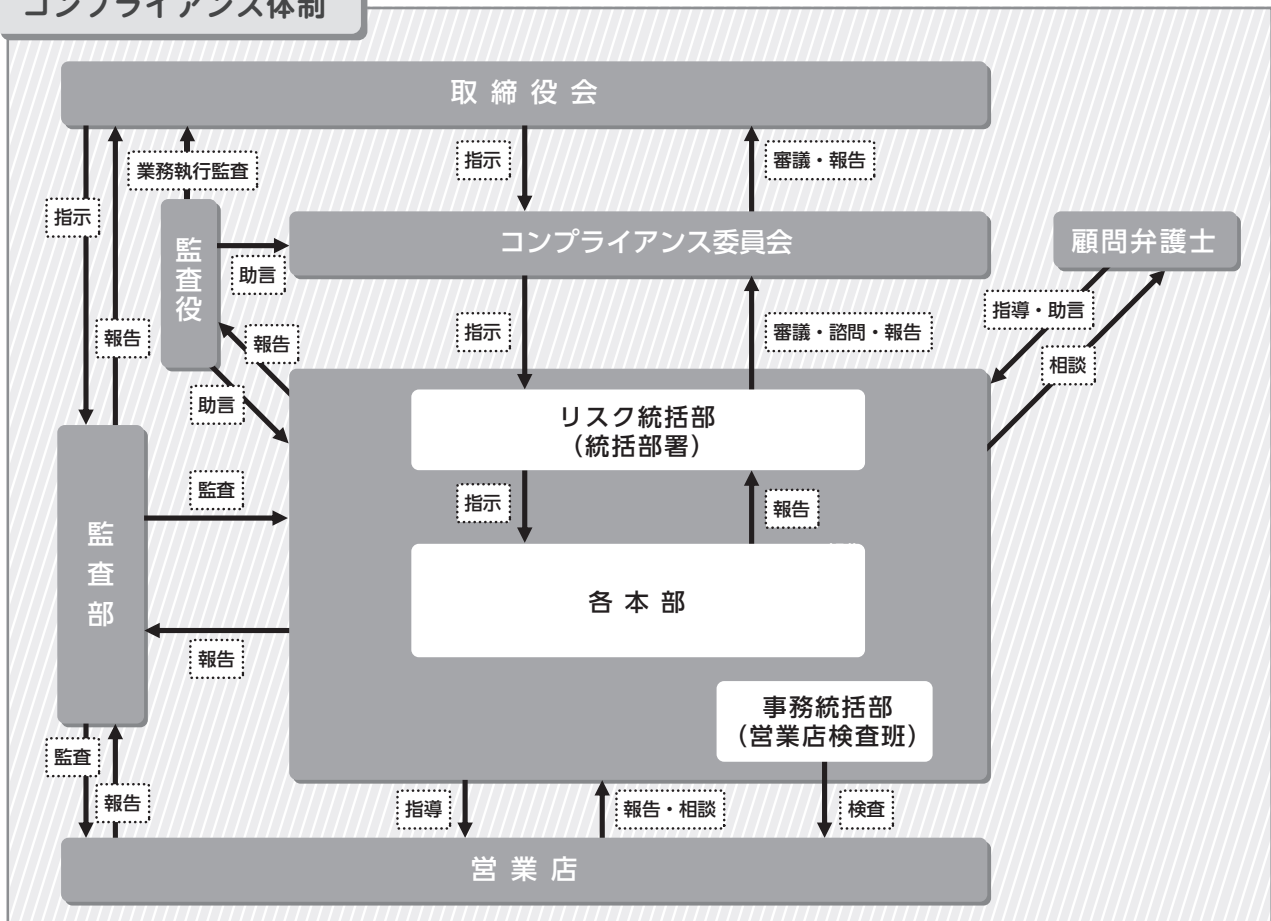 コンプライアンス体制
取締役会
業務執行監査
指示
審議・報告
指示
監査役
コンプライアンス委員会
顧問弁護士
助言
指導・助言
報告
報告
指示
審議・諮問・報告
相談
助言
リスク統括部
（統括部署）
監査
指示
報告
監査部
各本部
報告
事務統括部
（営業店検査班）
監査
報告
指導
報告・相談
検査
営業店